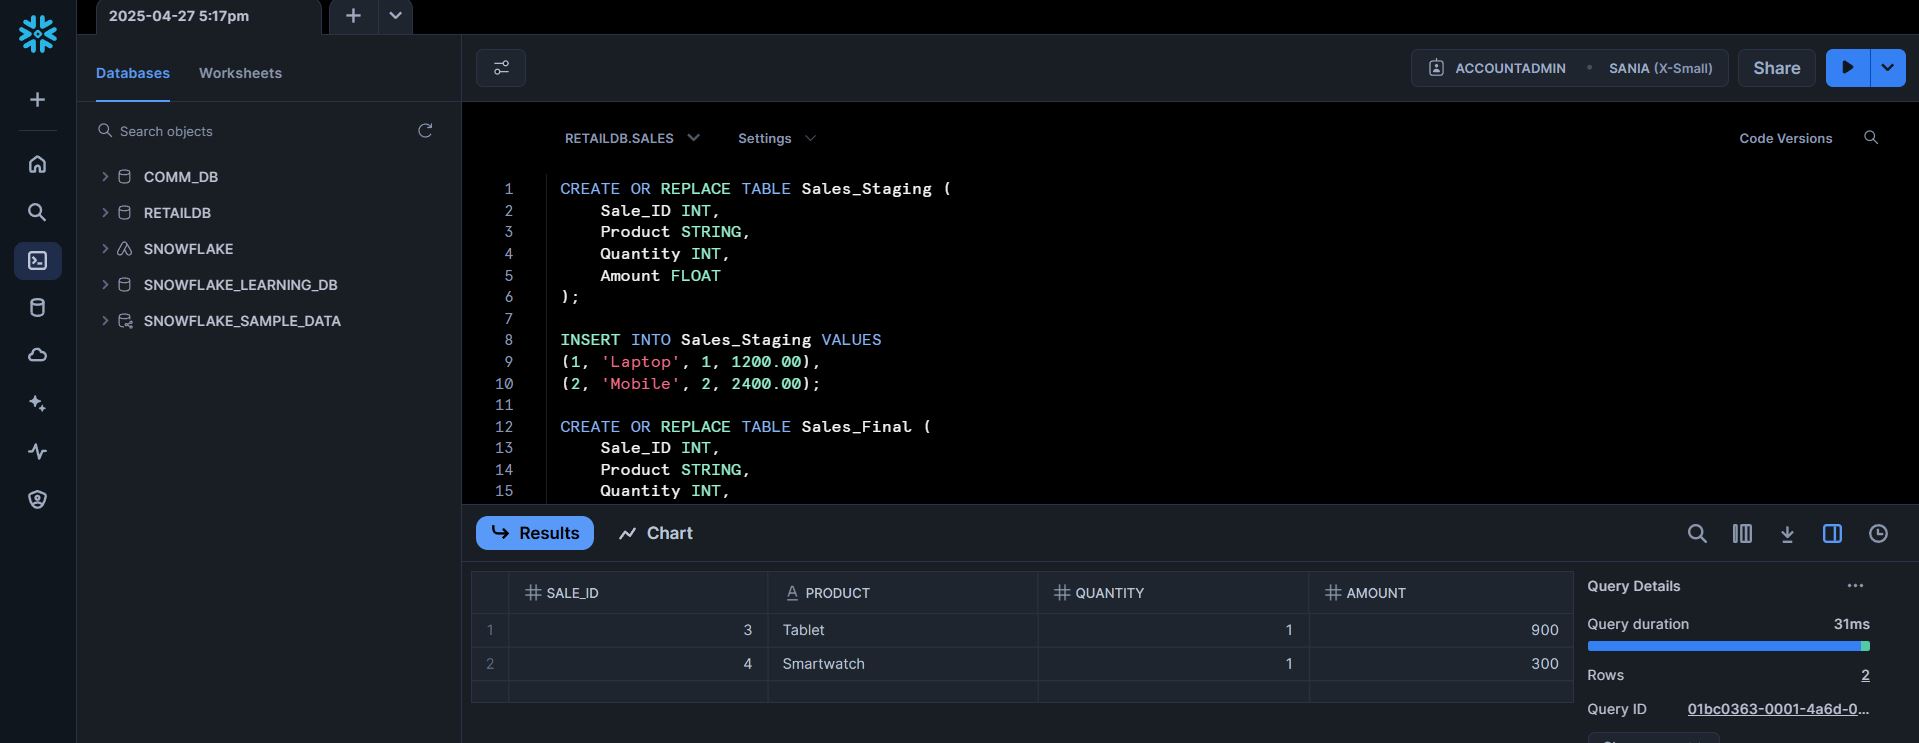 2025-04-27 5:17pm
Databases Worksheets
ACCOUNTADMIN • SANIA (X-Small) Share
Search objects
COMM_DB
RETAILDB
SNOWFLAKE
SNOWFLAKE_LEARNING_DB
SNOWFLAKE_SAMPLE_DATA
RETAILDB.SALES Settings Code Versions
1 CREATE OR REPLACE TABLE Sales_Staging (
2 Sale_ID INT,
3 Product STRING,
4 Quantity INT,
5 Amount FLOAT
6 );
7
8 INSERT INTO Sales_Staging VALUES
9 (1, 'Laptop', 1, 1200.00),
10 (2, 'Mobile', 2, 2400.00);
11
12 CREATE OR REPLACE TABLE Sales_Final (
13 Sale_ID INT,
14 Product STRING,
15 Quantity INT,
Results Chart
SALE_ID PRODUCT QUANTITY AMOUNT
1 3 Tablet 1 900
2 4 Smartwatch 1 300
Query Details ...
Query duration 31ms
Rows 2
Query ID 01bc0363-0001-4a6d-0...